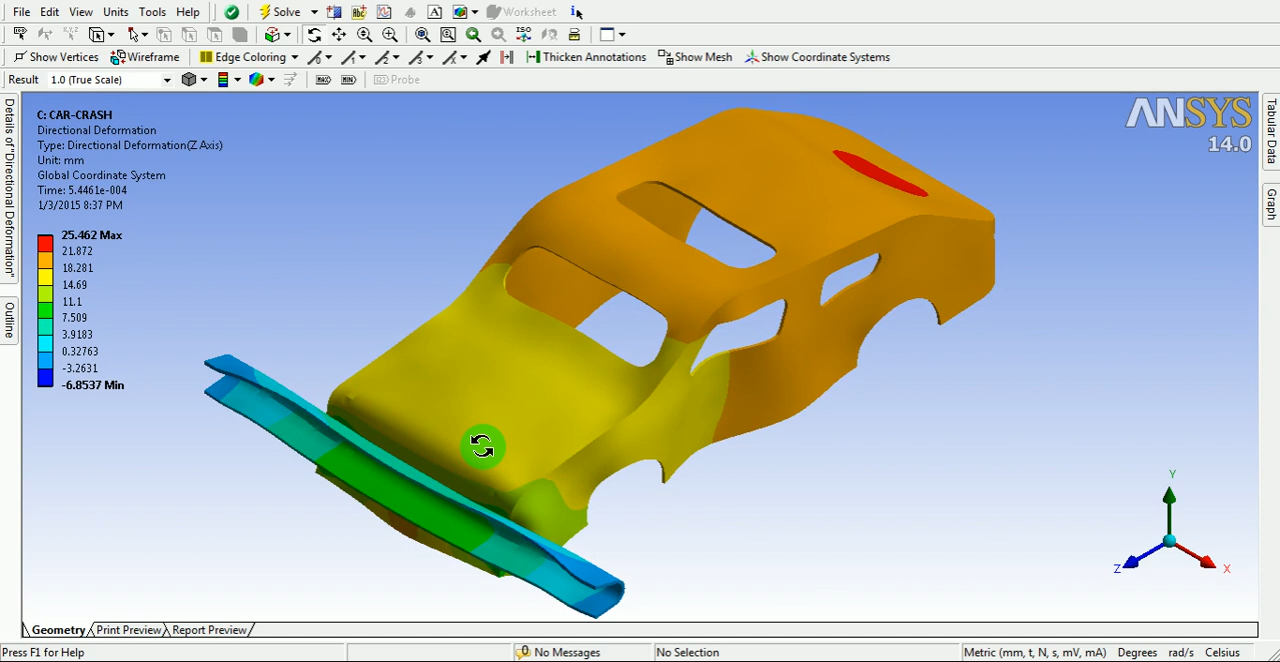 File Edit View Units Tools Help Solve Worksheet
Show Vertices Wireframe Edge Coloring Thicken Annotations Show Mesh Show Coordinate Systems
Result 1.0 (True Scale) MAX MIN Probe
Details of "Directional Deformation"
Outline
C: CAR-CRASH
Directional Deformation
Type: Directional Deformation(Z Axis)
Unit: mm
Global Coordinate System
Time: 5.4461e-004
1/3/2015 8:37 PM
25.462 Max
21.872
18.281
14.69
11.1
7.509
3.9183
0.32763
-3.2631
-6.8537 Min
ANSYS
14.0
Tabular Data
Graph
Y
Z
X
Geometry Print Preview Report Preview
Press F1 for Help No Messages No Selection Metric (mm, t, N, s, mV, mA) Degrees rad/s Celsius